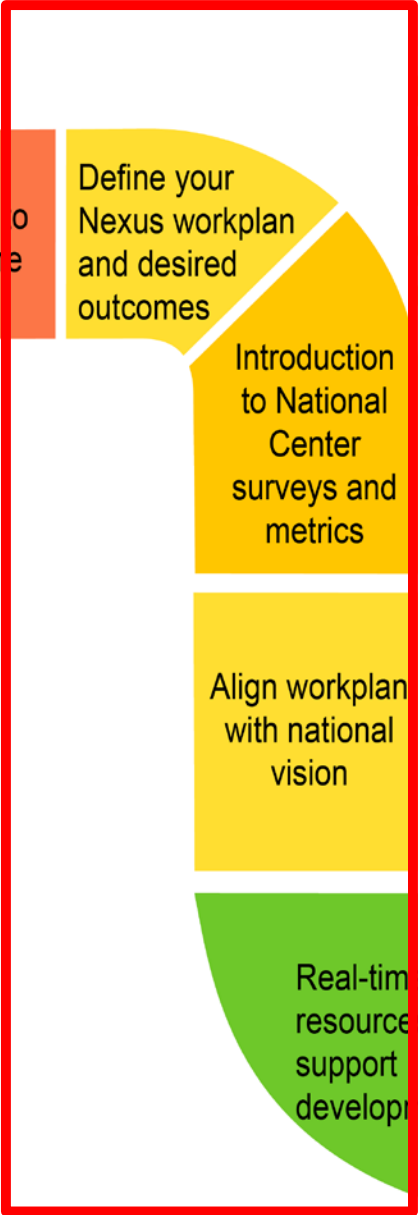 Define your
Nexus workplan
and desired
outcomes
Introduction
to National
Center
surveys and
metrics
Align workplan
with national
vision
support